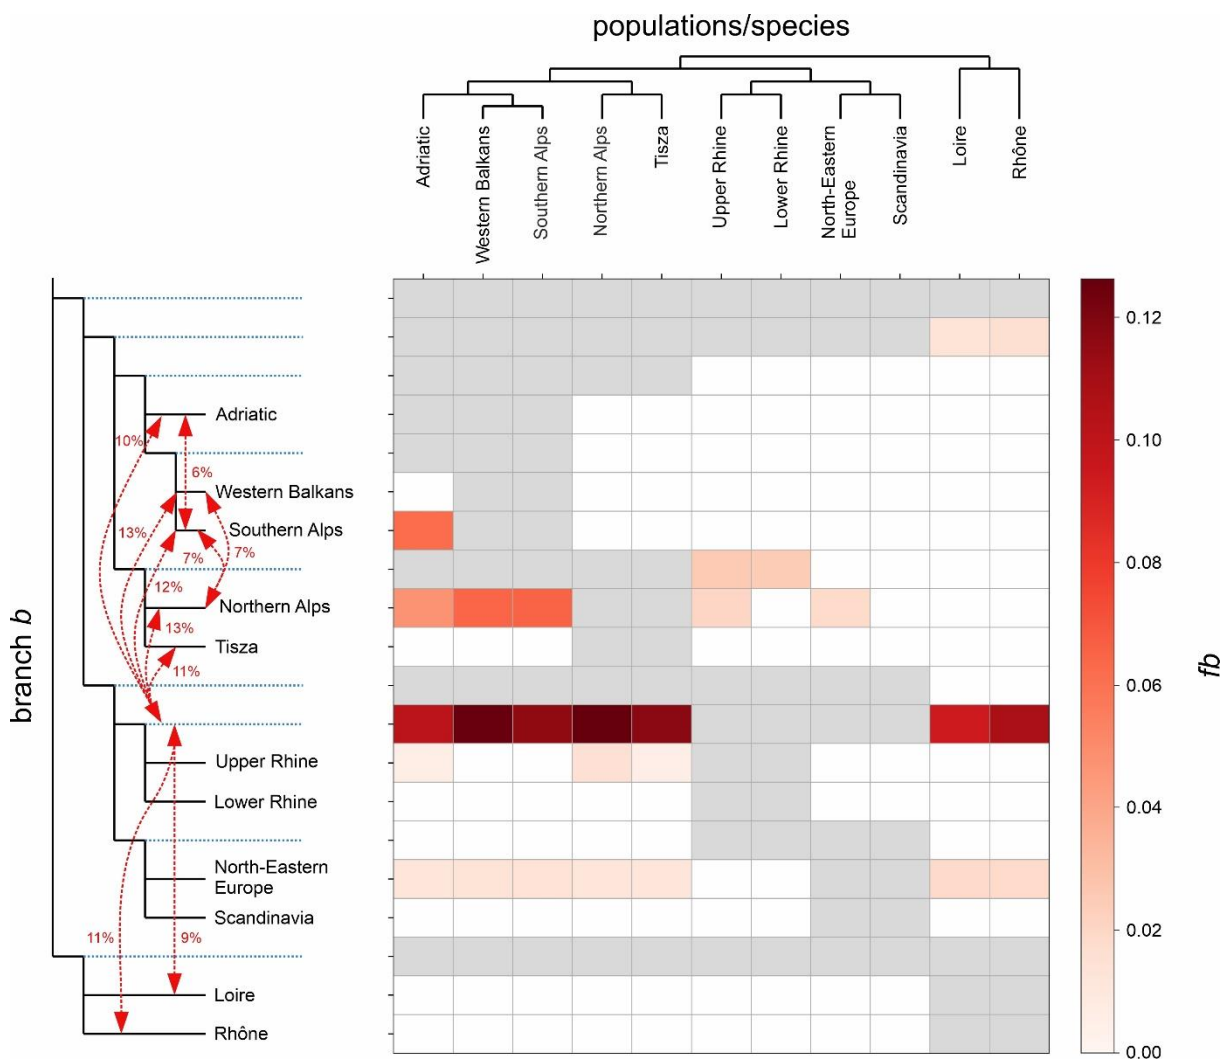 populations/species
Adriatic
Western Balkans
Southern Alps
Northern Alps
Tisza
Upper Rhine
Lower Rhine
North-Eastern
Europe
Scandinavia
Loire
Rhône
branch b
Adriatic
10%
6%
Western Balkans
13%
Southern Alps
7%
7%
12%
Northern Alps
13%
Tisza
11%
Upper Rhine
Lower Rhine
North-Eastern
Europe
Scandinavia
11%
9%
Loire
Rhône
0.12
0.10
0.08
0.06
0.04
0.02
0.00
fb